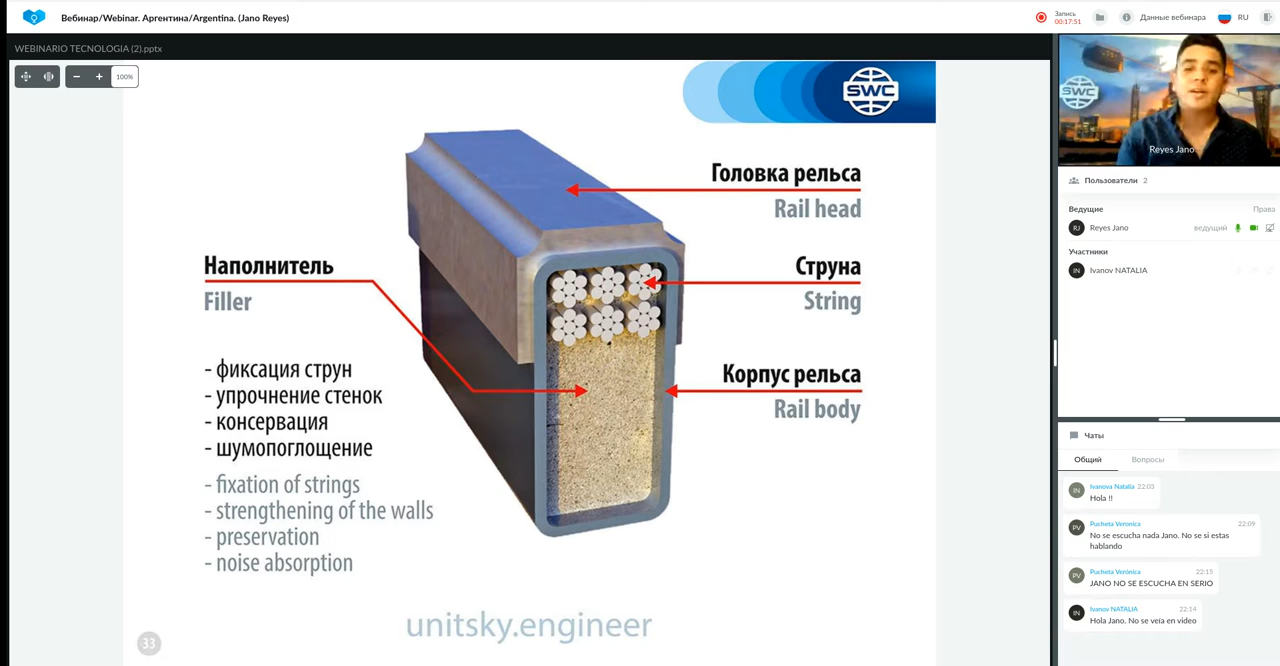 Вебинар/Webinar. Аргентина/Argentina. (Jano Reyes)
Запись
00:17:51
Данные вебинара
RU
WEBINARIO TECNOLOGIA (2).pptx
100%
SWC
Головка рельса
Rail head
Наполнитель
Filler
Струна
String
Корпус рельса
Rail body
- фиксация струн
- упрочнение стенок
- консервация
- шумопоглощение
- fixation of strings
- strengthening of the walls
- preservation
- noise absorption
unitsky.engineer
33
SWC
Reyes Jano
Пользователи 2
Ведущие Права
RJ Reyes Jano ведущий
Участники
IN Ivanov NATALIA
Чаты
Общий Вопросы
IN Ivanova Natalia 22:03
Hola !!
PV Pucheta Veronica 22:09
No se escucha nada Jano. No se si estas
hablando
PV Pucheta Verónica 22:15
JANO NO SE ESCUCHA EN SERIO
IN Ivanov NATALIA 22:14
Hola Jano. No se veía en video